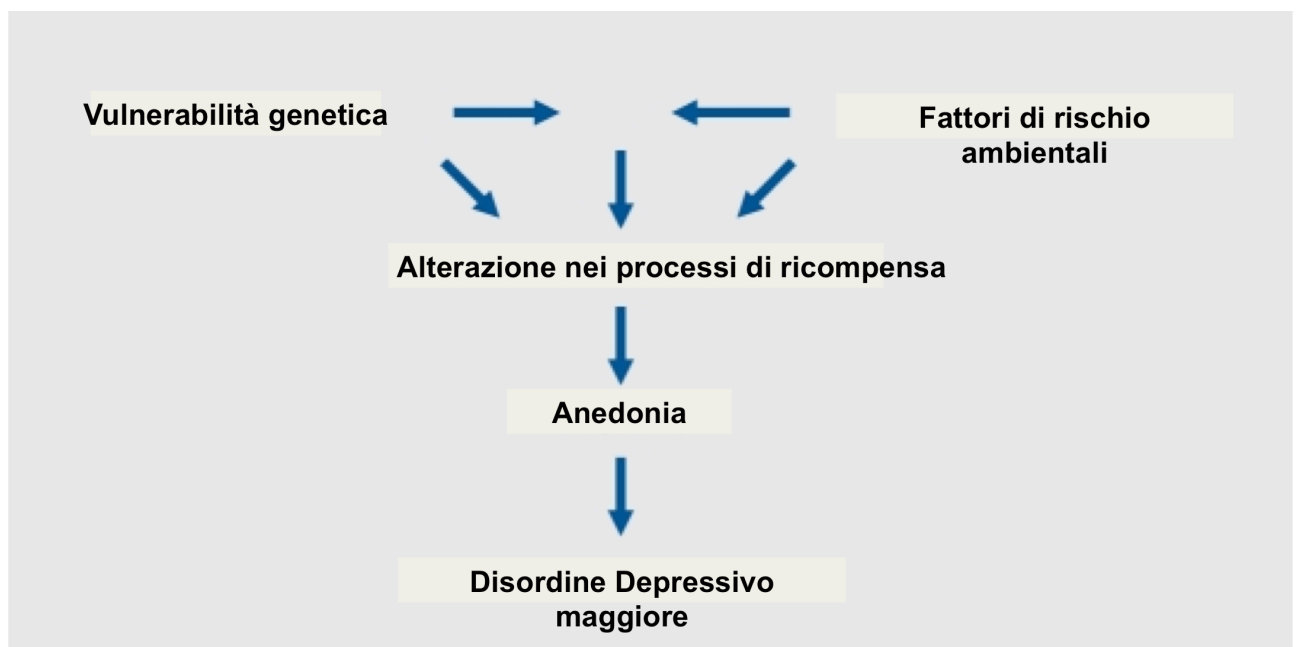 Vulnerabilità genetica
Fattori di rischio
ambientali
Alterazione nei processi di ricompensa
Anedonia
Disordine Depressivo
maggiore